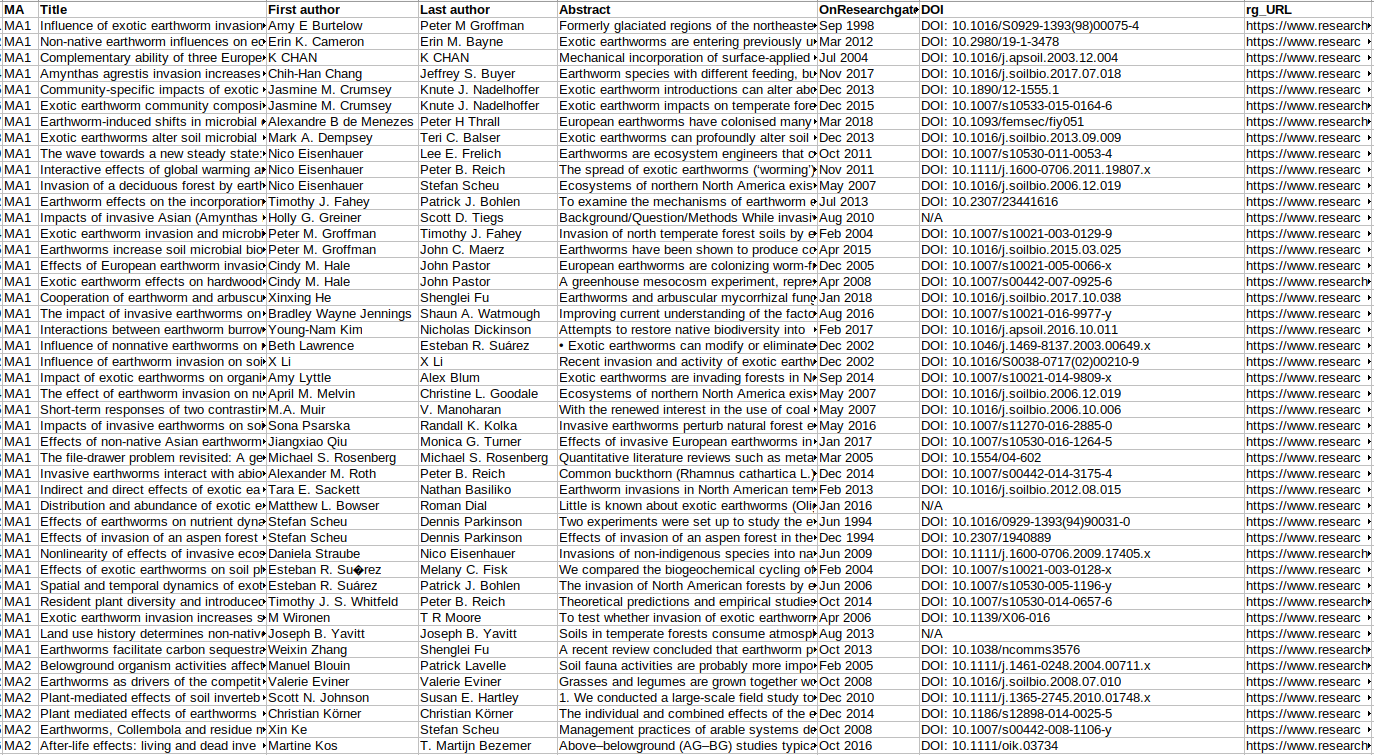 MA Title First author Last author Abstract OnResearchgat DOI rg_URL
MA1 Influence of exotic earthworm invasion Amy E Burtelow Peter M Groffman Formerly glaciated regions of the northeaste Sep 1998 DOI: 10.1016/S0929-1393(98)00075-4 https://www.research
MA1 Non-native earthworm influences on ec Erin K. Cameron Erin M. Bayne Exotic earthworms are entering previously u Mar 2012 DOI: 10.2980/19-1-3478 https://www.researc
MA1 Complementary ability of three Europe K CHAN K CHAN Mechanical incorporation of surface-applied Jul 2004 DOI: 10.1016/j.apsoil.2003.12.004 https://www.researc
MA1 Amynthas agrestis invasion increases Chih-Han Chang Jeffrey S. Buyer Earthworm species with different feeding, bu Nov 2017 DOI: 10.1016/j.soilbio.2017.07.018 https://www.researc
MA1 Community-specific impacts of exotic Jasmine M. Crumsey Knute J. Nadelhoffer Exotic earthworm introductions can alter abo Dec 2013 DOI: 10.1890/12-1555.1 https://www.researc
MA1 Exotic earthworm community composi Jasmine M. Crumsey Knute J. Nadelhoffer Exotic earthworm impacts on temperate fore Dec 2015 DOI: 10.1007/s10533-015-0164-6 https://www.research
MA1 Earthworm-induced shifts in microbial Alexandre B de Menezes Peter H Thrall European earthworms have colonised many Mar 2018 DOI: 10.1093/femsec/fiy051 https://www.research
MA1 Exotic earthworms alter soil microbial Mark A. Dempsey Teri C. Balser Exotic earthworms can profoundly alter soil Dec 2013 DOI: 10.1016/j.soilbio.2013.09.009 https://www.researc
MA1 The wave towards a new steady state: Nico Eisenhauer Lee E. Frelich Earthworms are ecosystem engineers that c Oct 2011 DOI: 10.1007/s10530-011-0053-4 https://www.researc
MA1 Interactive effects of global warming a Nico Eisenhauer Peter B. Reich The spread of exotic earthworms ('worming') Nov 2011 DOI: 10.1111/j.1600-0706.2011.19807.x https://www.researc
MA1 Invasion of a deciduous forest by earth Nico Eisenhauer Stefan Scheu Ecosystems of northern North America exis May 2007 DOI: 10.1016/j.soilbio.2006.12.019 https://www.researc
MA1 Earthworm effects on the incorporation Timothy J. Fahey Patrick J. Bohlen To examine the mechanisms of earthworm e Jul 2013 DOI: 10.2307/23441616 https://www.researc
MA1 Impacts of invasive Asian (Amynthas Holly G. Greiner Scott D. Tiegs Background/Question/Methods While invasi Aug 2010 N/A https://www.researc
MA1 Exotic earthworm invasion and microbi Peter M. Groffman Timothy J. Fahey Invasion of north temperate forest soils by e Feb 2004 DOI: 10.1007/s10021-003-0129-9 https://www.researc
MA1 Earthworms increase soil microbial bio Peter M. Groffman John C. Maerz Earthworms have been shown to produce co Apr 2015 DOI: 10.1016/j.soilbio.2015.03.025 https://www.researc
MA1 Effects of European earthworm invasio Cindy M. Hale John Pastor European earthworms are colonizing worm-f Dec 2005 DOI: 10.1007/s10021-005-0066-x https://www.researc
MA1 Exotic earthworm effects on hardwood Cindy M. Hale John Pastor A greenhouse mesocosm experiment, repre Apr 2008 DOI: 10.1007/s00442-007-0925-6 https://www.research
MA1 Cooperation of earthworm and arbuscu Xinxing He Shenglei Fu Earthworms and arbuscular mycorrhizal fung Jan 2018 DOI: 10.1016/j.soilbio.2017.10.038 https://www.researc
MA1 The impact of invasive earthworms on Bradley Wayne Jennings Shaun A. Watmough Improving current understanding of the facto Aug 2016 DOI: 10.1007/s10021-016-9977-y https://www.researc
MA1 Interactions between earthworm burrow Young-Nam Kim Nicholas Dickinson Attempts to restore native biodiversity into Feb 2017 DOI: 10.1016/j.apsoil.2016.10.011 https://www.researc
MA1 Influence of nonnative earthworms on Beth Lawrence Esteban R. Suárez • Exotic earthworms can modify or eliminate Dec 2002 DOI: 10.1046/j.1469-8137.2003.00649.x https://www.researc
MA1 Influence of earthworm invasion on soi X Li X Li Recent invasion and activity of exotic earthw Dec 2002 DOI: 10.1016/S0038-0717(02)00210-9 https://www.researc
MA1 Impact of exotic earthworms on organi Amy Lyttle Alex Blum Exotic earthworms are invading forests in N Sep 2014 DOI: 10.1007/s10021-014-9809-x https://www.researc
MA1 The effect of earthworm invasion on nu April M. Melvin Christine L. Goodale Ecosystems of northern North America exis May 2007 DOI: 10.1016/j.soilbio.2006.12.019 https://www.researc
MA1 Short-term responses of two contrastin M.A. Muir V. Manoharan With the renewed interest in the use of coal May 2007 DOI: 10.1016/j.soilbio.2006.10.006 https://www.researc
MA1 Impacts of invasive earthworms on soi Sona Psarska Randall K. Kolka Invasive earthworms perturb natural forest e May 2016 DOI: 10.1007/s11270-016-2885-0 https://www.researc
MA1 Effects of non-native Asian earthworm Jiangxiao Qiu Monica G. Turner Effects of invasive European earthworms in Jan 2017 DOI: 10.1007/s10530-016-1264-5 https://www.researc
MA1 The file-drawer problem revisited: A ge Michael S. Rosenberg Michael S. Rosenberg Quantitative literature reviews such as meta Mar 2005 DOI: 10.1554/04-602 https://www.researc
MA1 Invasive earthworms interact with abio Alexander M. Roth Peter B. Reich Common buckthorn (Rhamnus cathartica L.) Dec 2014 DOI: 10.1007/s00442-014-3175-4 https://www.researc
MA1 Indirect and direct effects of exotic ea Tara E. Sackett Nathan Basiliko Earthworm invasions in North American tem Feb 2013 DOI: 10.1016/j.soilbio.2012.08.015 https://www.researc
MA1 Distribution and abundance of exotic e Matthew L. Bowser Roman Dial Little is known about exotic earthworms (Oli Jan 2016 N/A https://www.researc
MA1 Effects of earthworms on nutrient dyna Stefan Scheu Dennis Parkinson Two experiments were set up to study the e Jun 1994 DOI: 10.1016/0929-1393(94)90031-0 https://www.researc
MA1 Effects of invasion of an aspen forest Stefan Scheu Dennis Parkinson Effects of invasion of an aspen forest in the Dec 1994 DOI: 10.2307/1940889 https://www.researc
MA1 Nonlinearity of effects of invasive ecos Daniela Straube Nico Eisenhauer Invasions of non-indigenous species into na Jun 2009 DOI: 10.1111/j.1600-0706.2009.17405.x https://www.research
MA1 Effects of exotic earthworms on soil pl Esteban R. Su�rez Melany C. Fisk We compared the biogeochemical cycling of Feb 2004 DOI: 10.1007/s10021-003-0128-x https://www.researc
MA1 Spatial and temporal dynamics of exot Esteban R. Suárez Patrick J. Bohlen The invasion of North American forests by e Jun 2006 DOI: 10.1007/s10530-005-1196-y https://www.researc
MA1 Resident plant diversity and introduced Timothy J. S. Whitfeld Peter B. Reich Theoretical predictions and empirical studies Oct 2014 DOI: 10.1007/s10530-014-0657-6 https://www.research
MA1 Exotic earthworm invasion increases s M Wironen T R Moore To test whether invasion of exotic earthworm Apr 2006 DOI: 10.1139/X06-016 https://www.researc
MA1 Land use history determines non-nativ Joseph B. Yavitt Joseph B. Yavitt Soils in temperate forests consume atmosp Aug 2013 N/A https://www.researc
MA1 Earthworms facilitate carbon sequestra Weixin Zhang Shenglei Fu A recent review concluded that earthworm p Oct 2013 DOI: 10.1038/ncomms3576 https://www.research
MA2 Belowground organism activities affect Manuel Blouin Patrick Lavelle Soil fauna activities are probably more impo Feb 2005 DOI: 10.1111/j.1461-0248.2004.00711.x https://www.researc
MA2 Earthworms as drivers of the competit Valerie Eviner Valerie Eviner Grasses and legumes are grown together wo Oct 2008 DOI: 10.1016/j.soilbio.2008.07.010 https://www.researc
MA2 Plant-mediated effects of soil inverteb Scott N. Johnson Susan E. Hartley 1. We conducted a large-scale field study to Dec 2010 DOI: 10.1111/j.1365-2745.2010.01748.x https://www.researc
MA2 Plant mediated effects of earthworms Christian Körner Christian Körner The individual and combined effects of the e Dec 2014 DOI: 10.1186/s12898-014-0025-5 https://www.researc
MA2 Earthworms, Collembola and residue m Xin Ke Stefan Scheu Management practices of arable systems de Oct 2008 DOI: 10.1007/s00442-008-1106-y https://www.researc
MA2 After-life effects: living and dead inve Martine Kos T. Martijn Bezemer Above–belowground (AG–BG) studies typica Oct 2016 DOI: 10.1111/oik.03734 https://www.research